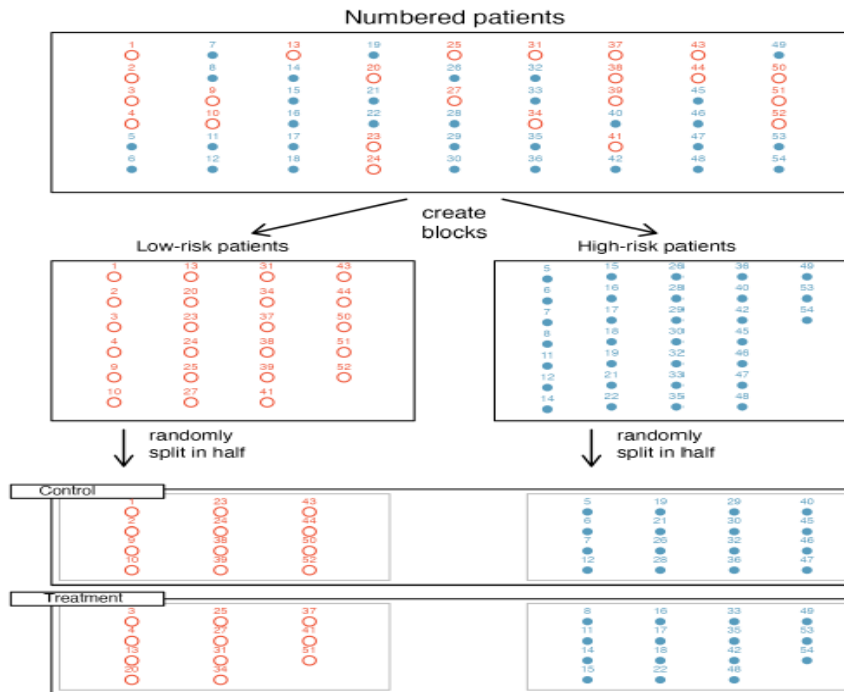 Numbered patients
1 7 13 19 25 31 37 43 49
2 8 14 20 26 32 38 44 50
3 9 15 21 27 33 39 45 51
4 10 16 22 28 34 40 46 52
5 11 17 23 29 35 41 47 53
6 12 18 24 30 36 42 48 54
create
blocks
Low-risk patients
1 13 31 43
2 20 34 44
3 23 37 50
4 24 38 51
9 25 39 52
10 27 41
High-risk patients
5 15 26 36 49
6 16 28 40 53
7 17 29 42 54
8 18 30 45
11 19 32 46
12 21 33 47
14 22 35 48
randomly
split in half
randomly
split in half
Control
1 23 43
2 24 44
9 38 50
10 39 52
5 19 29 40
6 21 30 45
7 26 32 46
12 28 36 47
Treatment
3 25 37
4 27 41
13 31 51
20 34
8 16 33 49
11 17 35 53
14 18 42 54
15 22 48